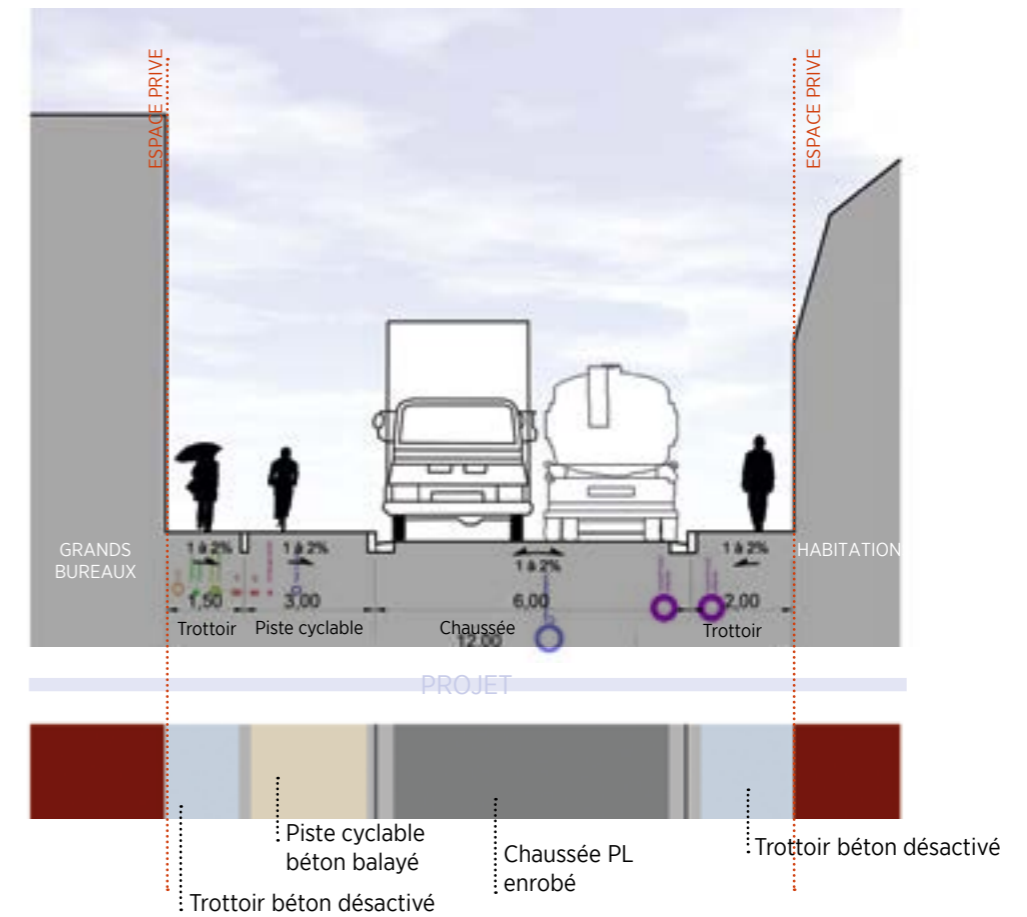 ESPACE PRIVE
ESPACE PRIVE
GRANDS
BUREAUX
HABITATION
1 à 2%
1 à 2%
1 à 2%
1 à 2%
1,50
3,00
6,00
2,00
Trottoir
Piste cyclable
Chaussée
Trottoir
12.00
PROJET
Piste cyclable
béton balayé
Chaussée PL
enrobé
Trottoir béton désactivé
Trottoir béton désactivé